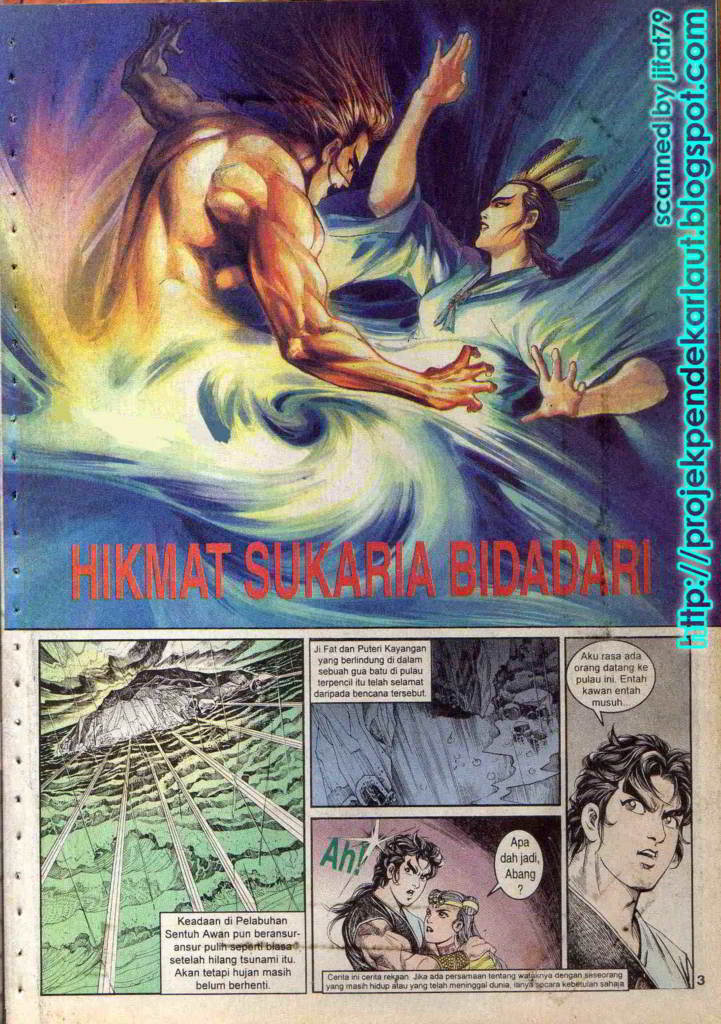 scanned by jifat79
http://projekpendekarlaut.blogspot.com
HIKMAT SUKARIA BIDADARI
Keadaan di Pelabuhan
Sentuh Awan pun beransur-
ansur pulih seperti biasa
setelah hilang tsunami itu.
Akan tetapi hujan masih
belum berhenti.
Ji Fat dan Puteri Kayangan
yang berlindung di dalam
sebuah gua batu di pulau
terpencil itu telah selamat
daripada bencana tersebut.
Ah!
Apa
dah jadi,
Abang
?
Aku rasa ada
orang datang ke
pulau ini. Entah
kawan entah
musuh...
Cerita ini cerita rekaan. Jika ada persamaan tentang wataknya dengan seseorang
yang masih hidup atau yang telah meninggal dunia, ianya secara kebetulan sahaja
3